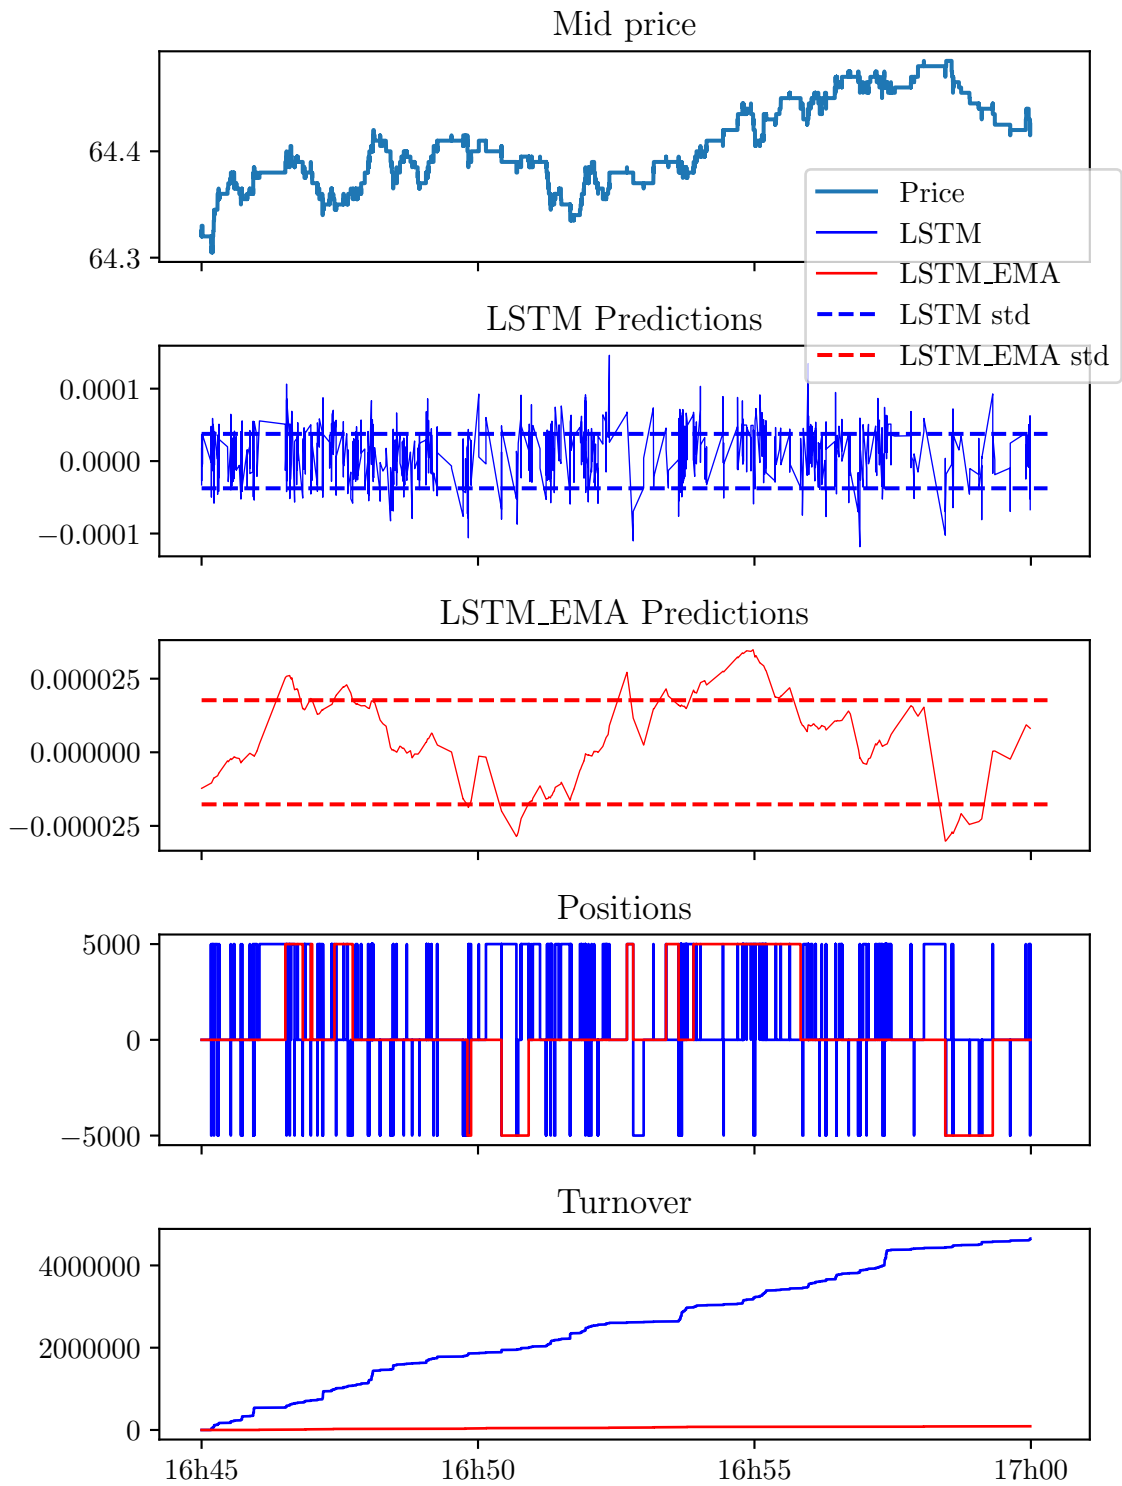 Mid price
64.4
64.3
Price
LSTM
LSTM_EMA
LSTM std
LSTM_EMA std
LSTM Predictions
0.0001
0.0000
−0.0001
LSTM_EMA Predictions
0.000025
0.000000
−0.000025
Positions
5000
0
−5000
Turnover
4000000
2000000
0
16h45 16h50 16h55 17h00